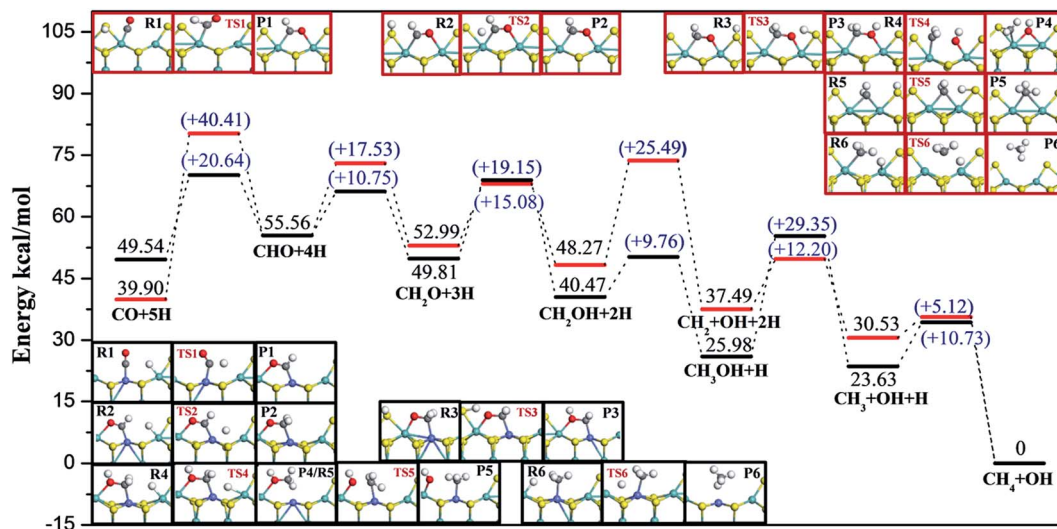 105
90
75
60
45
30
15
0
-15
Energy kcal/mol
R1 TS1 P1
R2 TS2 P2
R3 TS3 P3 R4 TS4 P4
R5 TS5 P5
R6 TS6 P6
(+40.41)
(+20.64)
(+17.53)
(+10.75)
(+19.15)
(+15.08)
(+25.49)
(+9.76)
(+29.35)
(+12.20)
(+5.12)
(+10.73)
49.54
39.90
CO+5H
55.56
CHO+4H
52.99
49.81
CH2O+3H
48.27
40.47
CH2OH+2H
37.49
CH2+OH+2H
25.98
CH3OH+H
30.53
23.63
CH3+OH+H
0
CH4+OH
R1 TS1 P1
R2 TS2 P2
R3 TS3 P3
R4 TS4 P4/R5 TS5 P5
R6 TS6 P6